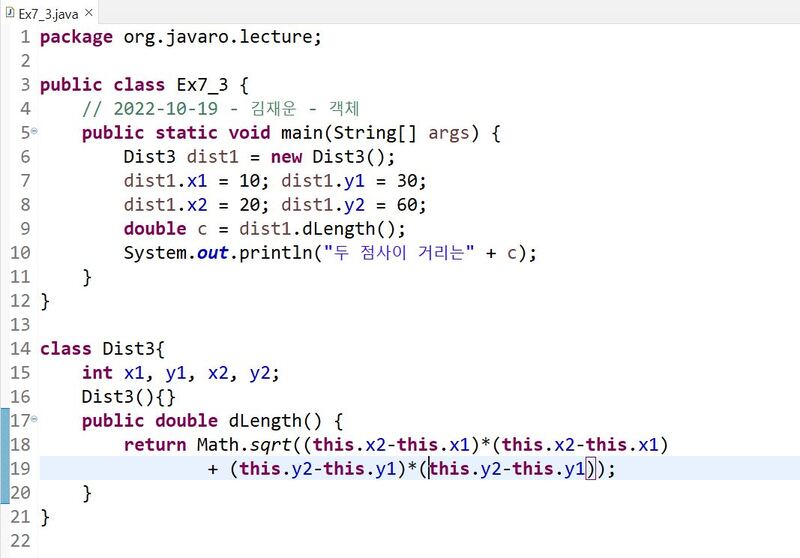 Ex7_3.java
1 package org.javaro.lecture;
2
3 public class Ex7_3 {
4     // 2022-10-19 - 김재운 - 객체
5     public static void main(String[] args) {
6         Dist3 dist1 = new Dist3();
7         dist1.x1 = 10; dist1.y1 = 30;
8         dist1.x2 = 20; dist1.y2 = 60;
9         double c = dist1.dLength();
10         System.out.println("두 점사이 거리는" + c);
11     }
12 }
13
14 class Dist3{
15     int x1, y1, x2, y2;
16     Dist3(){}
17     public double dLength() {
18         return Math.sqrt((this.x2-this.x1)*(this.x2-this.x1)
19                 + (this.y2-this.y1)*(this.y2-this.y1));
20     }
21 }
22